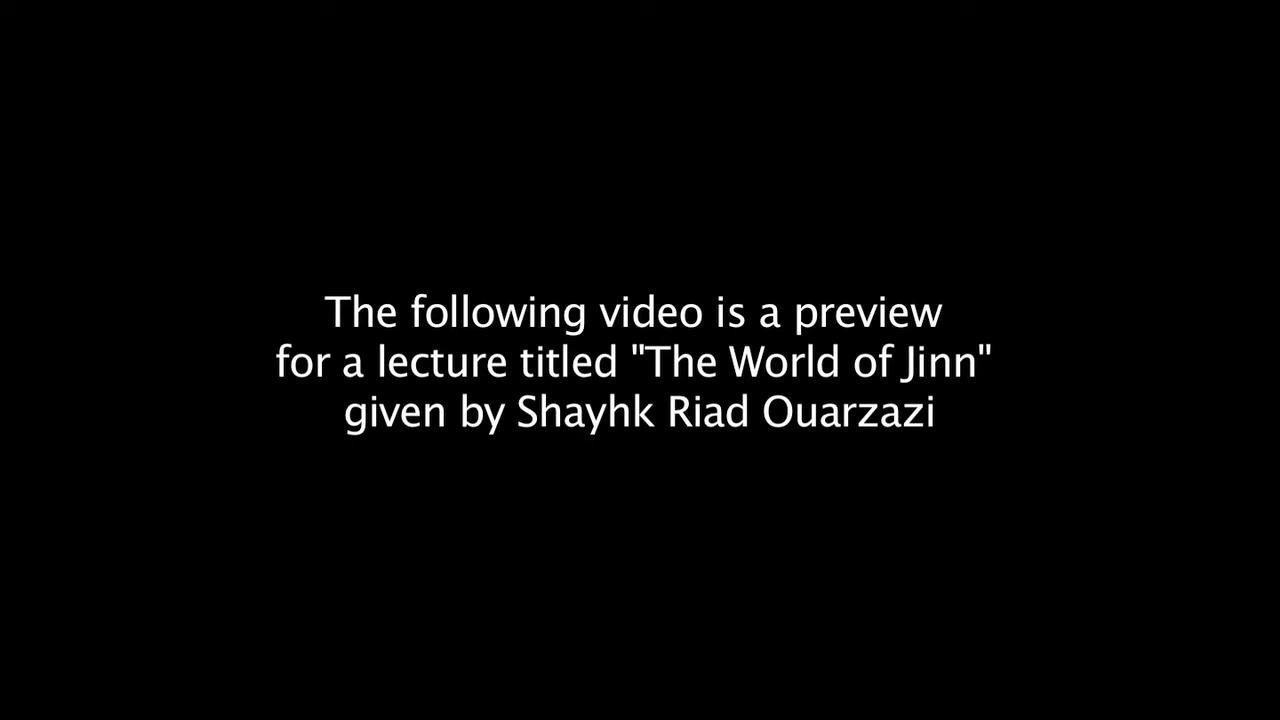 The following video is a preview
for a lecture titled "The World of Jinn"
given by Shayhk Riad Ouarzazi